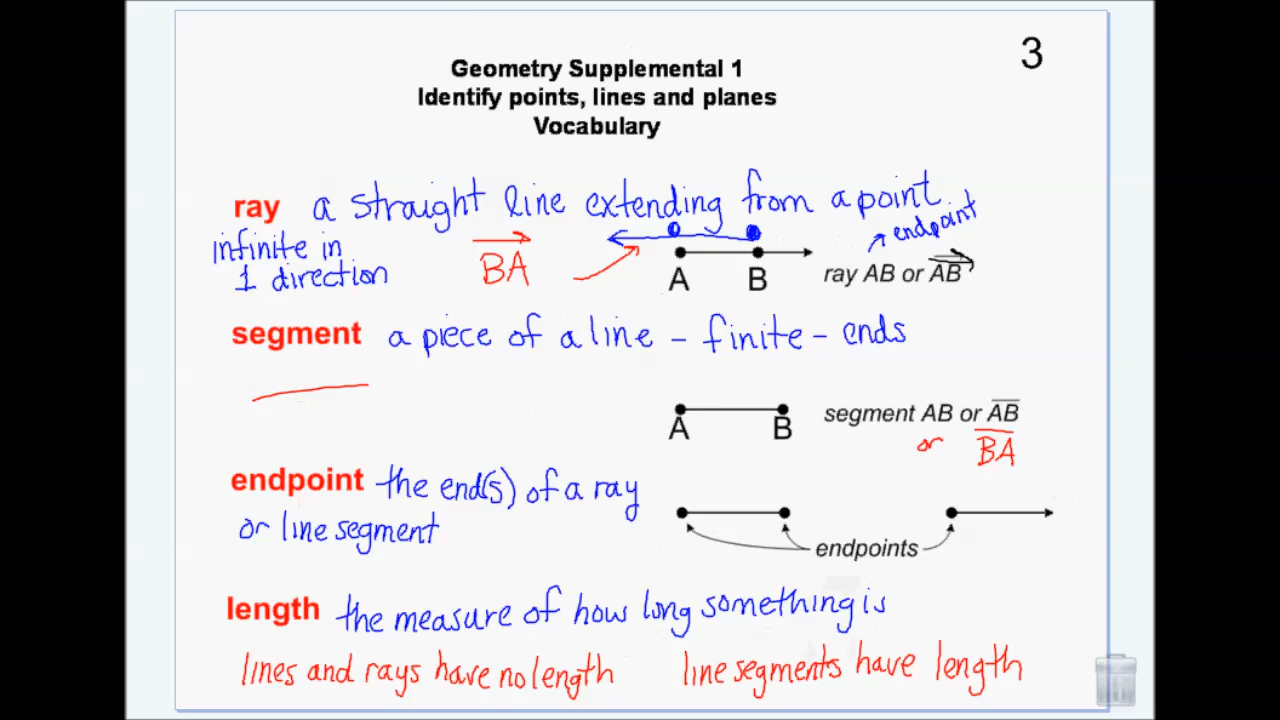 3
Geometry Supplemental 1
Identify points, lines and planes
Vocabulary
ray a straight line extending from a point
endpoint
infinite in
1 direction
BA
A B
ray AB or AB
segment a piece of a line - finite - ends
A B
segment AB or AB
or BA
endpoint the end(s) of a ray
or line segment
endpoints
length the measure of how long something is
lines and rays have no length line segments have length